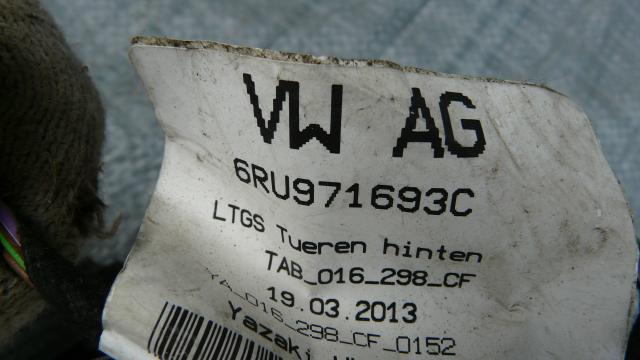 VW AG
6RU971693C
LTGS Tueren hinten
TAB_016_298_CF
19.03.2013
YA_016_298_CF_0152
Yazaki